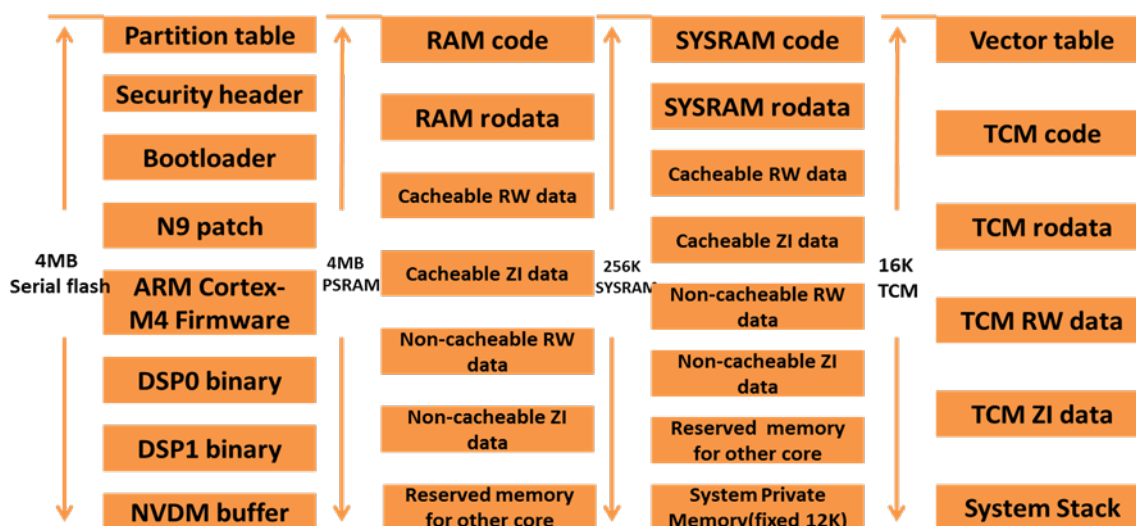 4MB
Serial flash
Partition table
Security header
Bootloader
N9 patch
ARM Cortex-
M4 Firmware
DSP0 binary
DSP1 binary
NVDM buffer
4MB
PSRAM
RAM code
RAM rodata
Cacheable RW data
Cacheable ZI data
Non-cacheable RW
data
Non-cacheable ZI
data
Reserved memory
for other core
256K
SYSRAM
SYSRAM code
SYSRAM rodata
Cacheable RW data
Cacheable ZI data
Non-cacheable RW
data
Non-cacheable ZI
data
Reserved memory
for other core
System Private
Memory(fixed 12K)
16K
TCM
Vector table
TCM code
TCM rodata
TCM RW data
TCM ZI data
System Stack